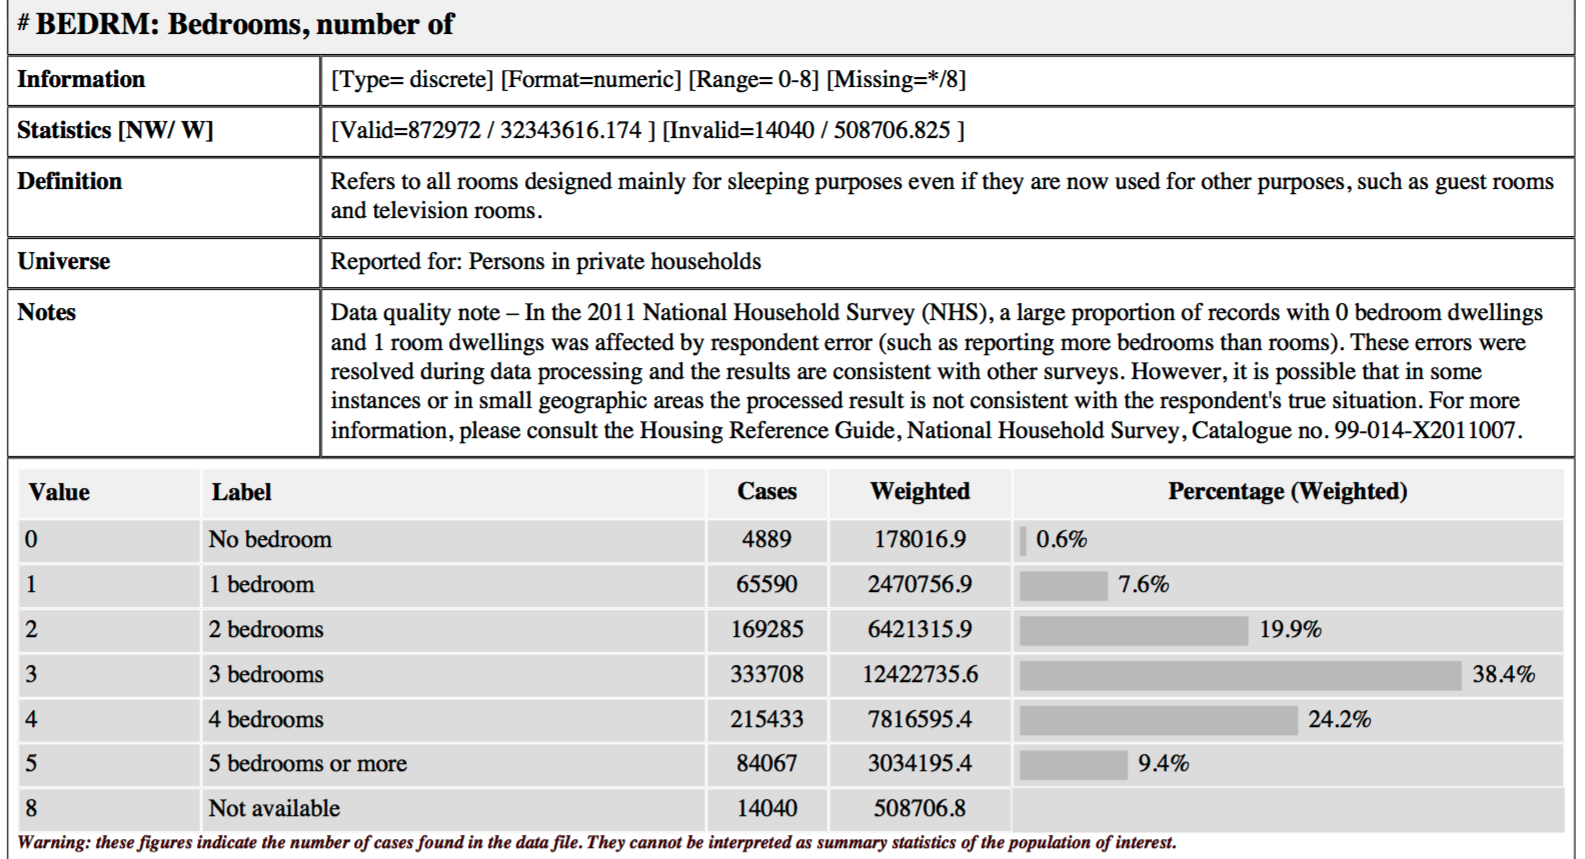 # BEDRM: Bedrooms, number of
Information [Type= discrete] [Format=numeric] [Range= 0-8] [Missing=*/8]
Statistics [NW/ W] [Valid=872972 / 32343616.174 ] [Invalid=14040 / 508706.825 ]
Definition Refers to all rooms designed mainly for sleeping purposes even if they are now used for other purposes, such as guest rooms
and television rooms.
Universe Reported for: Persons in private households
Notes Data quality note – In the 2011 National Household Survey (NHS), a large proportion of records with 0 bedroom dwellings
and 1 room dwellings was affected by respondent error (such as reporting more bedrooms than rooms). These errors were
resolved during data processing and the results are consistent with other surveys. However, it is possible that in some
instances or in small geographic areas the processed result is not consistent with the respondent's true situation. For more
information, please consult the Housing Reference Guide, National Household Survey, Catalogue no. 99-014-X2011007.
Value Label Cases Weighted Percentage (Weighted)
0 No bedroom 4889 178016.9 0.6%
1 1 bedroom 65590 2470756.9 7.6%
2 2 bedrooms 169285 6421315.9 19.9%
3 3 bedrooms 333708 12422735.6 38.4%
4 4 bedrooms 215433 7816595.4 24.2%
5 5 bedrooms or more 84067 3034195.4 9.4%
8 Not available 14040 508706.8
Warning: these figures indicate the number of cases found in the data file. They cannot be interpreted as summary statistics of the population of interest.